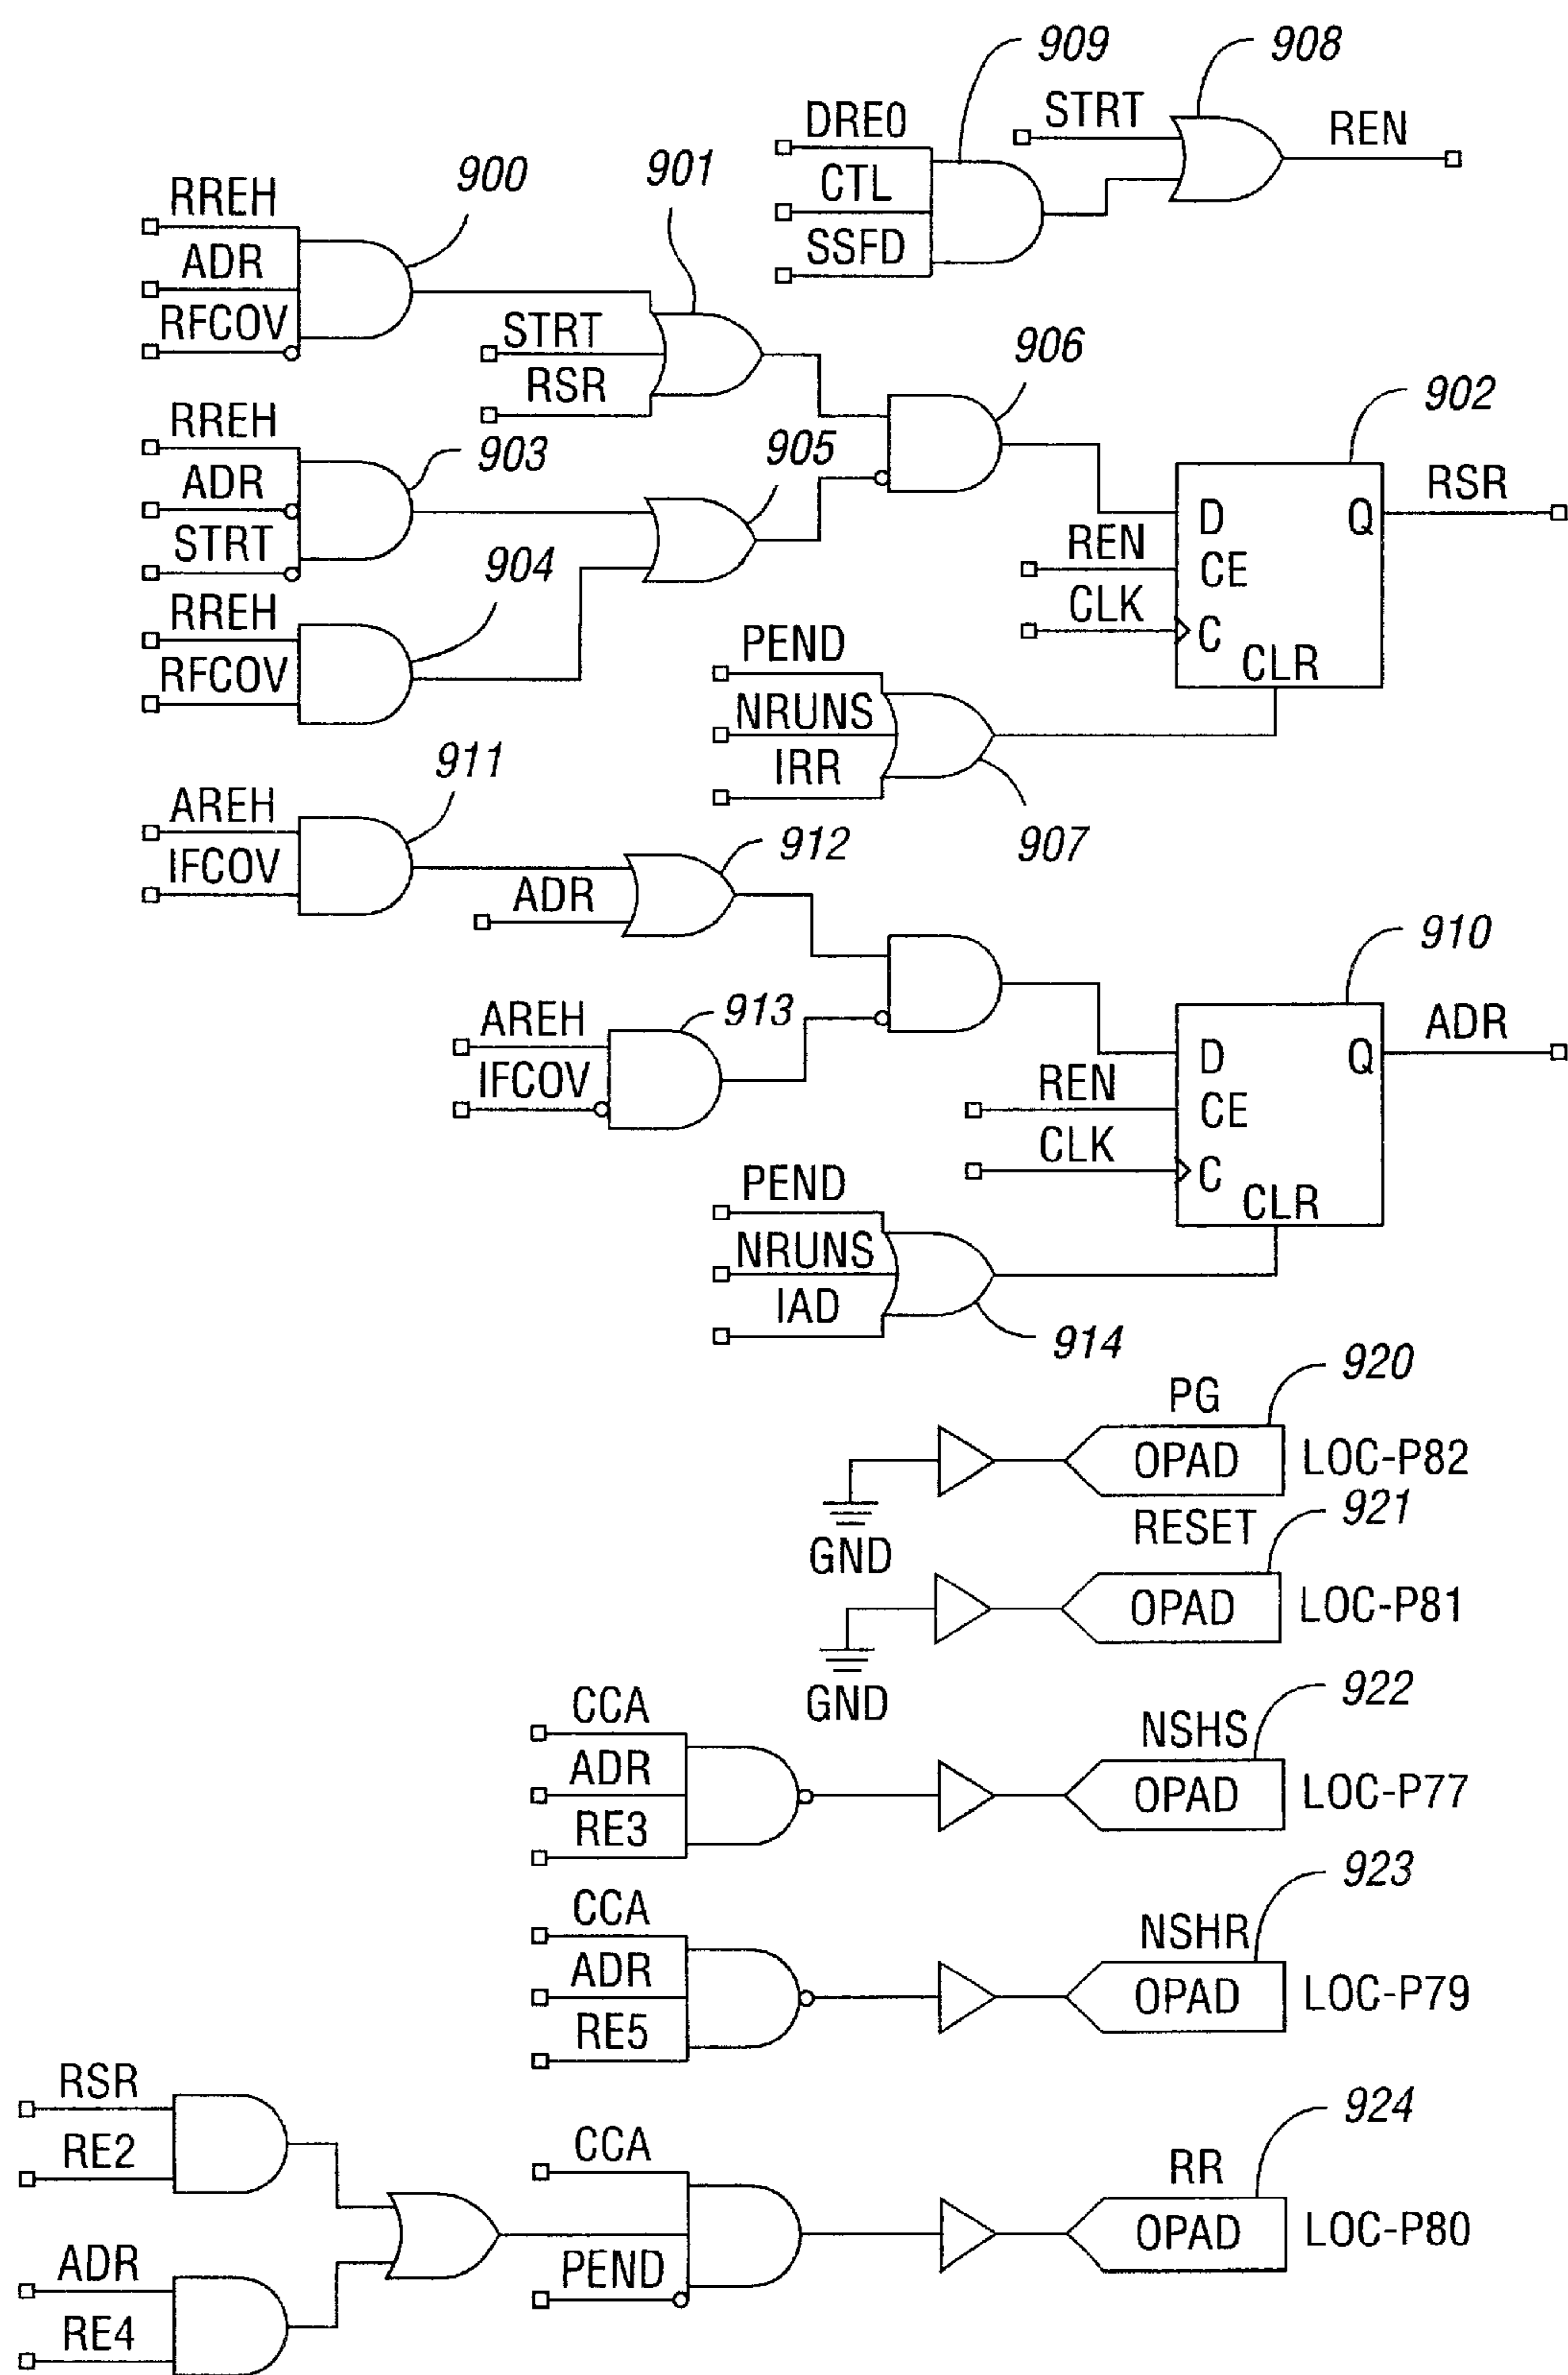 909
908
DRE0
STRT
REN
CTL
SSFD
900
901
RREH
ADR
RFCOV
STRT
RSR
906
902
RREH
903
905
ADR
STRT
904
RREH
RFCOV
D
Q
RSR
REN
CE
CLK
C
CLR
PEND
NRUNS
IRR
907
911
AREH
IFCOV
912
ADR
910
AREH
913
IFCOV
D
Q
ADR
REN
CE
CLK
C
CLR
PEND
NRUNS
IAD
914
920
PG
OPAD
LOC-P82
GND
921
RESET
OPAD
LOC-P81
GND
922
CCA
NSHS
ADR
OPAD
LOC-P77
RE3
923
CCA
NSHR
ADR
OPAD
LOC-P79
RE5
RSR
RE2
924
CCA
RR
OPAD
LOC-P80
PEND
ADR
RE4